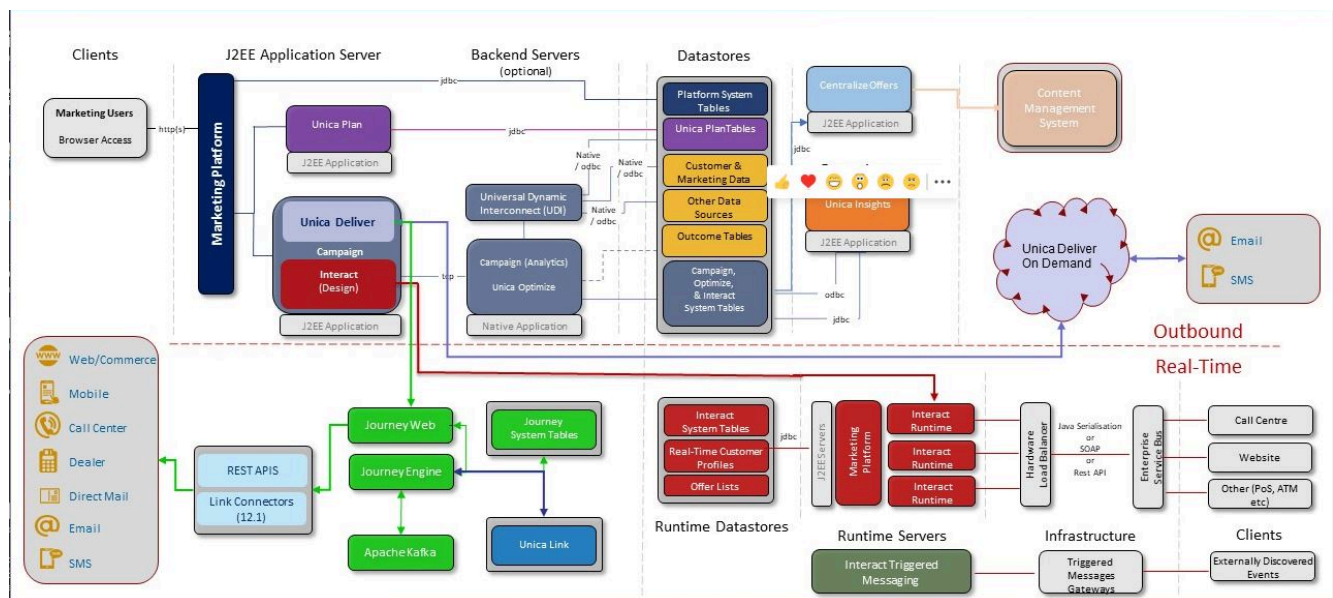 Clients
J2EE Application Server
Backend Servers
(optional)
Datastores
Marketing Users
Browser Access
http(s)
Marketing Platform
jdbc
Unica Plan
J2EE Application
jdbc
Unica Deliver
Campaign
Interact
(Design)
J2EE Application
tcp
Universal Dynamic
Interconnect (UDI)
Native
/ odbc
Native
/ odbc
Native
/ odbc
Campaign (Analytics)
Unica Optimize
Native Application
Platform System
Tables
Unica PlanTables
Customer &
Marketing Data
Other Data
Sources
Outcome Tables
Campaign,
Optimize,
& Interact
System Tables
Centralize Offers
J2EE Application
jdbc
Unica Insights
J2EE Application
odbc
jdbc
Content
Management
System
Unica Deliver
On Demand
Email
SMS
Outbound
Real-Time
www
Web/Commerce
Mobile
Call Center
Dealer
Direct Mail
Email
SMS
REST APIS
Link Connectors
(12.1)
Journey Web
Journey Engine
Apache Kafka
Journey
System Tables
Unica Link
Interact
System Tables
Real-Time Customer
Profiles
Offer Lists
Runtime Datastores
jdbc
J2EEServers
Marketing
Platform
Interact
Runtime
Interact
Runtime
Interact
Runtime
Hardware
Load Balancer
Java Serialisation
or
SOAP
or
Rest API
Enterprise
Service Bus
Call Centre
Website
Other (PoS, ATM
etc)
Runtime Servers
Infrastructure
Clients
Interact Triggered
Messaging
Triggered
Messages
Gateways
Externally Discovered
Events